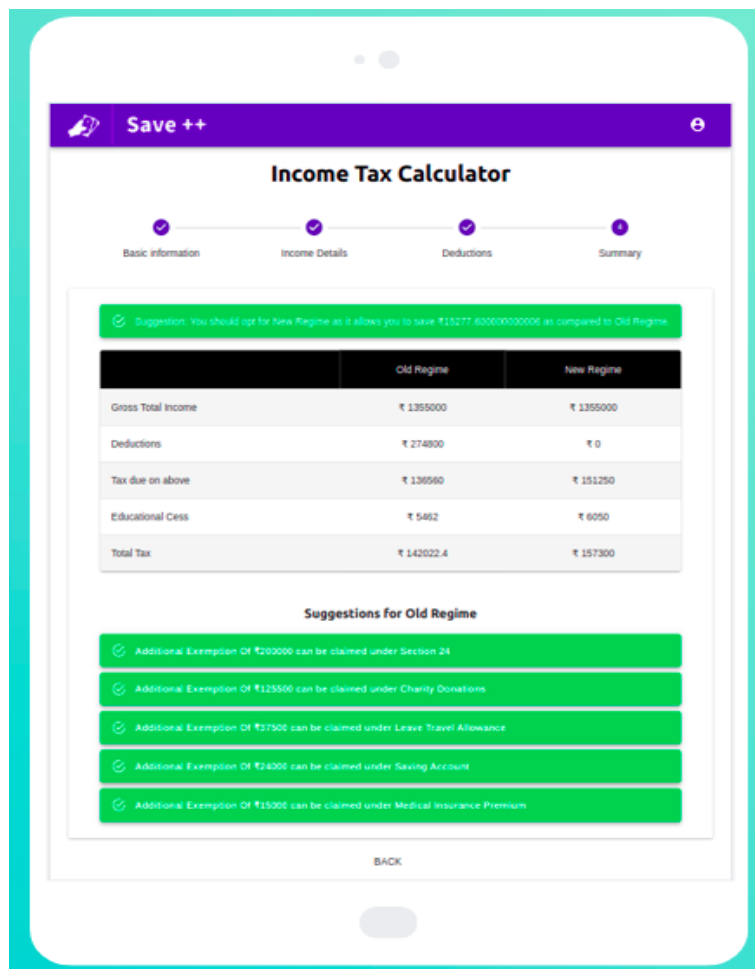 Save ++
Income Tax Calculator
Basic information Income Details Deductions 4 Summary
Suggestion: You should opt for New Regime as it allows you to save ₹15277.600000000006 as compared to Old Regime
Old Regime New Regime
Gross Total Income ₹ 1355000 ₹ 1355000
Deductions ₹ 274800 ₹ 0
Tax due on above ₹ 136560 ₹ 151250
Educational Cess ₹ 5462 ₹ 6050
Total Tax ₹ 142022.4 ₹ 157300
Suggestions for Old Regime
Additional Exemption Of ₹200000 can be claimed under Section 24
Additional Exemption Of ₹125500 can be claimed under Charity Donations
Additional Exemption Of ₹37500 can be claimed under Leave Travel Allowance
Additional Exemption Of ₹24000 can be claimed under Saving Account
Additional Exemption Of ₹15000 can be claimed under Medical Insurance Premium
BACK